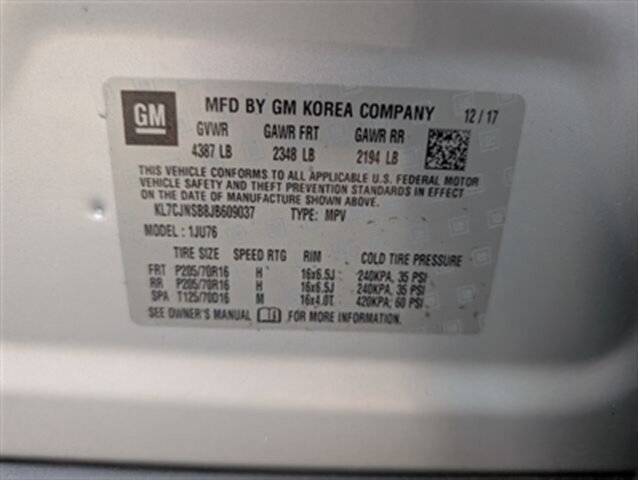 GM MFD BY GM KOREA COMPANY 12/17
GVWR GAWR FRT GAWR RR
4387 LB 2348 LB 2194 LB
THIS VEHICLE CONFORMS TO ALL APPLICABLE U.S. FEDERAL MOTOR
VEHICLE SAFETY AND THEFT PREVENTION STANDARDS IN EFFECT
ON THE DATE OF MANUFACTURE SHOWN ABOVE.
KL7CJNSB8JB609037 TYPE: MPV
MODEL: 1JU76
TIRE SIZE SPEED RTG RIM COLD TIRE PRESSURE
FRT P205/70R16 H 16x6.5J 240KPA, 35 PSI
RR P205/70R16 H 16x6.5J 240KPA, 35 PSI
SPA T125/70D16 M 16x4.0T 420KPA, 60 PSI
SEE OWNER'S MANUAL FOR MORE INFORMATION.